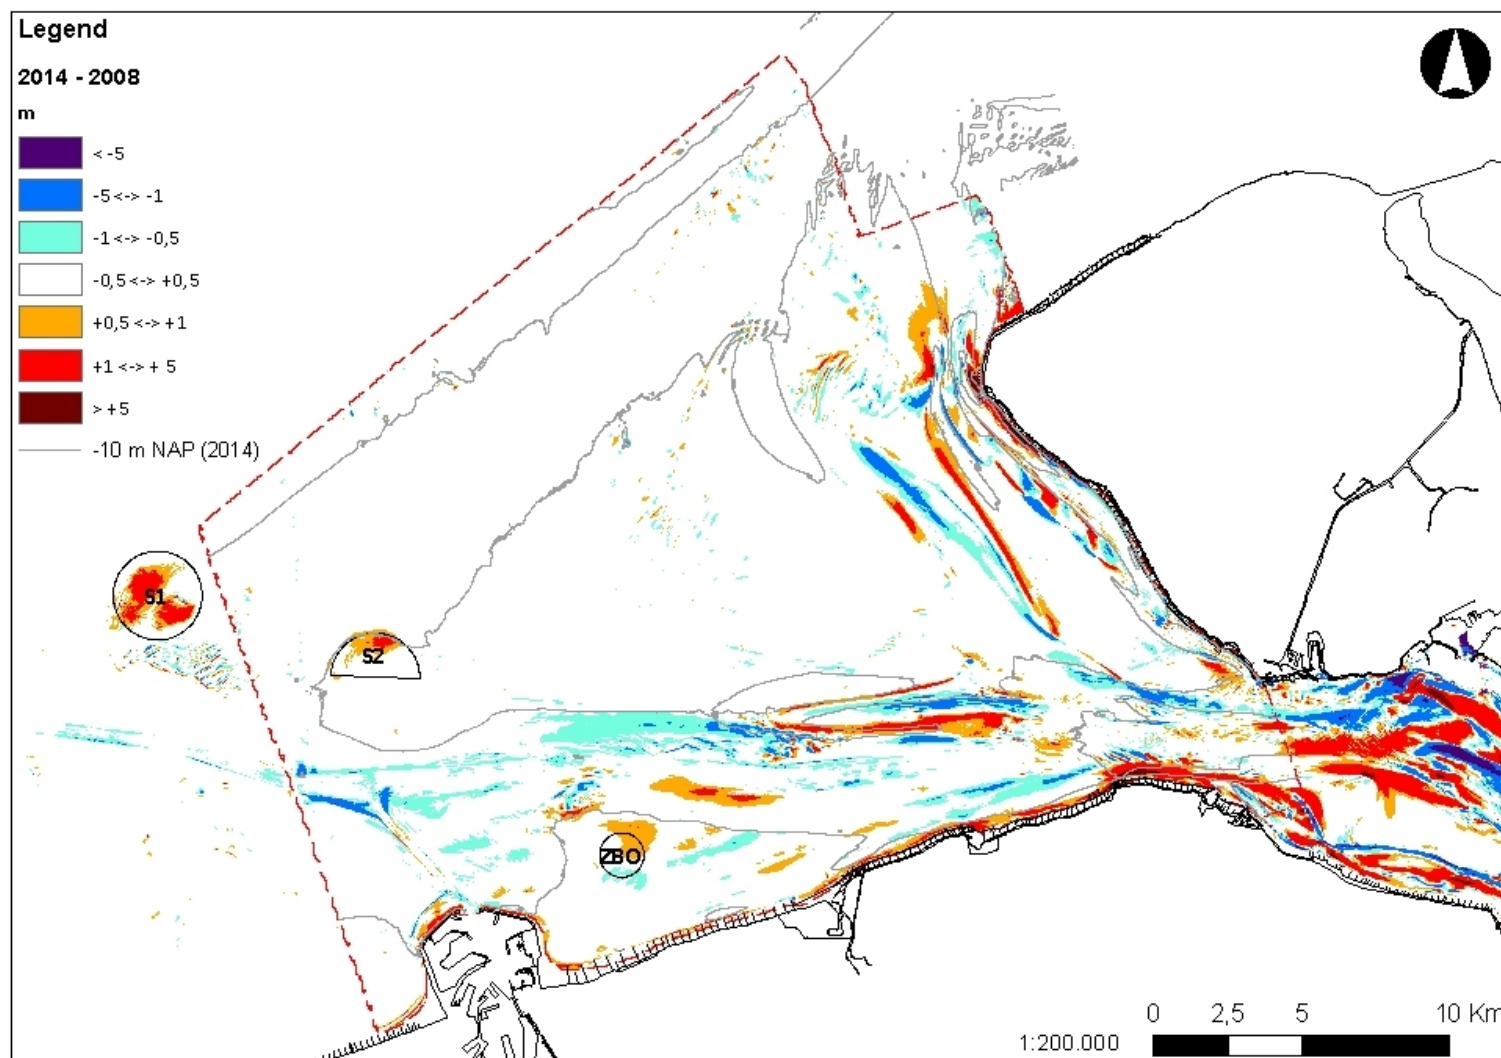 Legend
2014 - 2008
m
< -5
-5<-> -1
-1<-> -0,5
-0,5<-> +0,5
+0,5 <-> +1
+1 <-> + 5
> +5
-10 m NAP (2014)
S1
S2
ZBO
0 2,5 5 10 Km
1:200.000